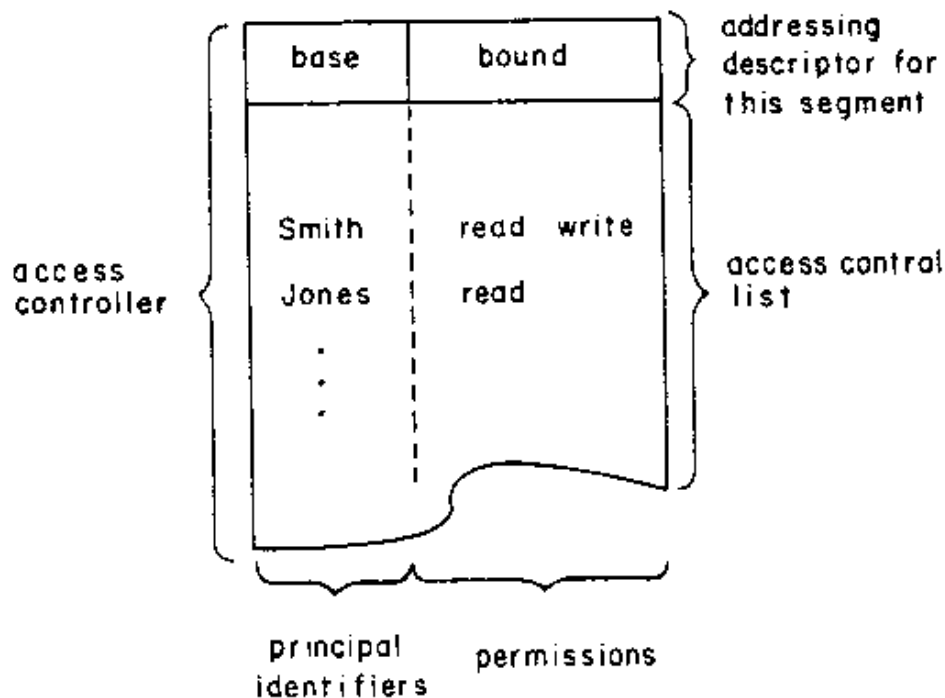 base
bound
addressing
descriptor for
this segment
Smith
read write
Jones
read
access
controller
access control
list
principal
identifiers
permissions